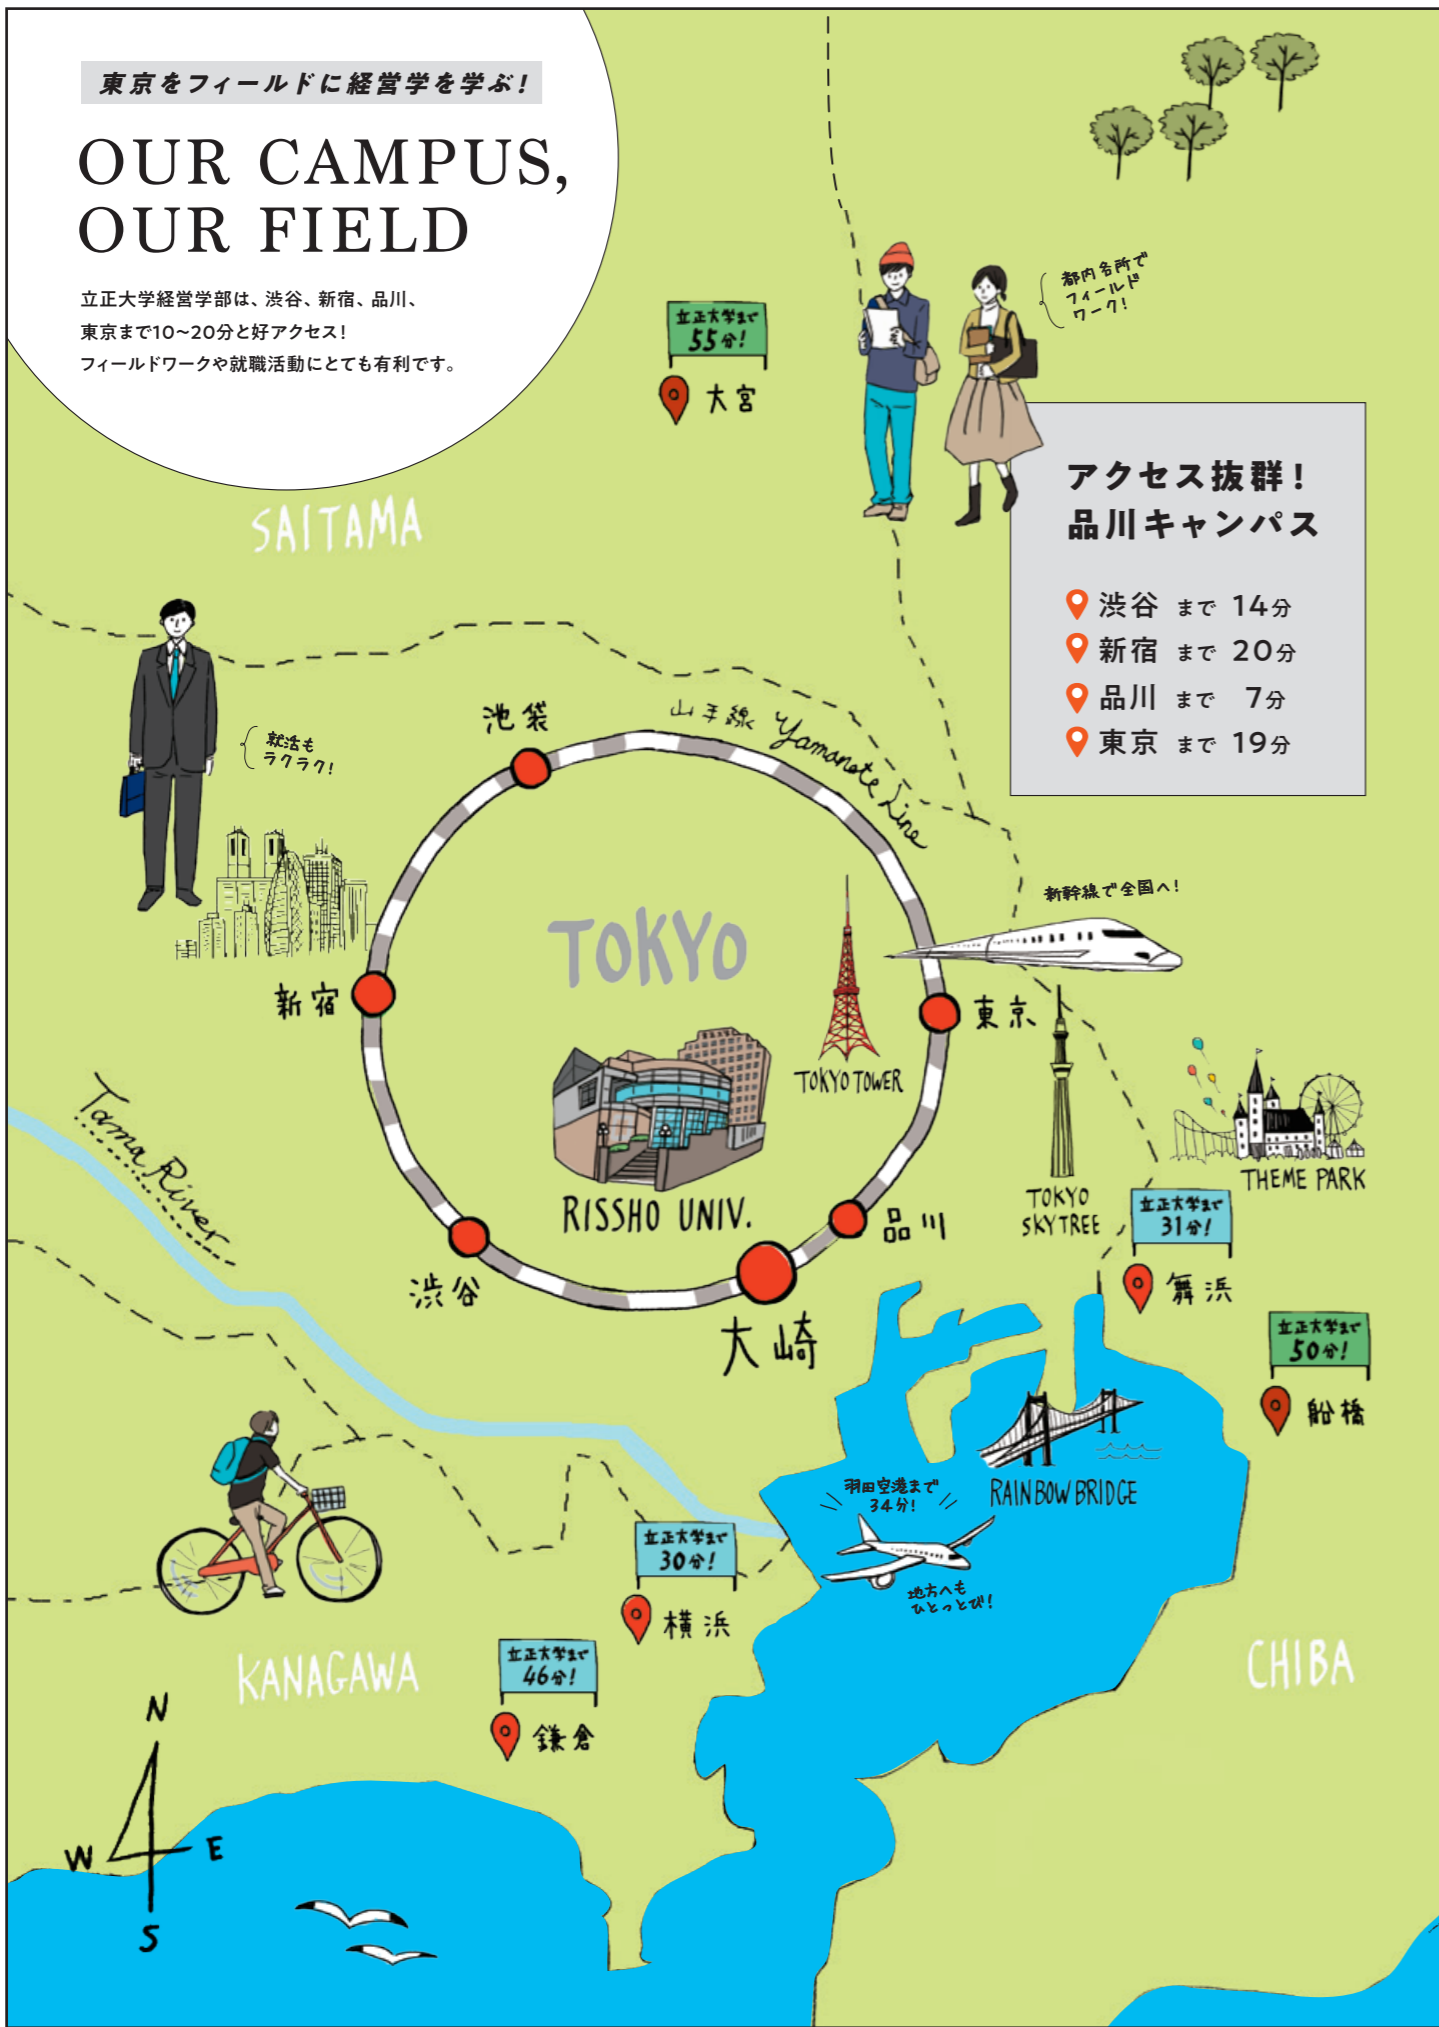 東京をフィールドに経営学を学ぶ!
OUR CAMPUS,
OUR FIELD
立正大学経営学部は、渋谷、新宿、品川、
東京まで10〜20分と好アクセス!
フィールドワークや就職活動にとても有利です。
都内各所で
フィールド
ワーク!
立正大学まで
55分!
大宮
アクセス抜群!
品川キャンパス
渋谷 まで 14分
新宿 まで 20分
品川 まで 7分
東京 まで 19分
SAITAMA
就活も
ラクラク!
池袋
山手線 Yamanote Line
新幹線で全国へ!
TOKYO
新宿
東京
TOKYO TOWER
THEME PARK
Tama River
RISSHO UNIV.
品川
TOKYO
SKYTREE
立正大学まで
31分!
舞浜
渋谷
大崎
立正大学まで
50分!
船橋
羽田空港まで
34分!
RAINBOW BRIDGE
立正大学まで
30分!
横浜
地方へも
ひとっとび!
KANAGAWA
立正大学まで
46分!
鎌倉
CHIBA
N
W
E
S